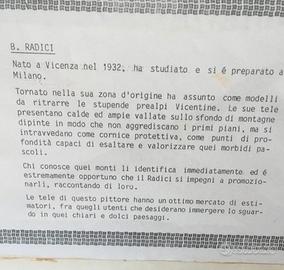 B. RADICI
Nato a Vicenza nel 1932, ha studiato e si é preparato a
Milano.
Tornato nella sua zona d'origine ha assunto come modelli
da ritrarre le stupende prealpi Vicentine. Le sue tele
presentano calde ed ampie vallate sullo sfondo di montagne
dipinte in modo che non aggrediscano i primi piani, ma si
intravvedano come cornice protettiva, come punti di pro-
fondità capaci di esaltare e valorizzare quei morbidi pa-
scoli.
Chi conosce quei monti li identifica immediatamente ed é
estremamente opportuno che il Radici si impegni a promozio-
narli, raccontando di loro.
Le tele di questo pittore hanno un ottimo mercato di esti-
matori, fra quegli utenti che desiderano immergere lo sguar-
do in quei chiari e dolci paesaggi.